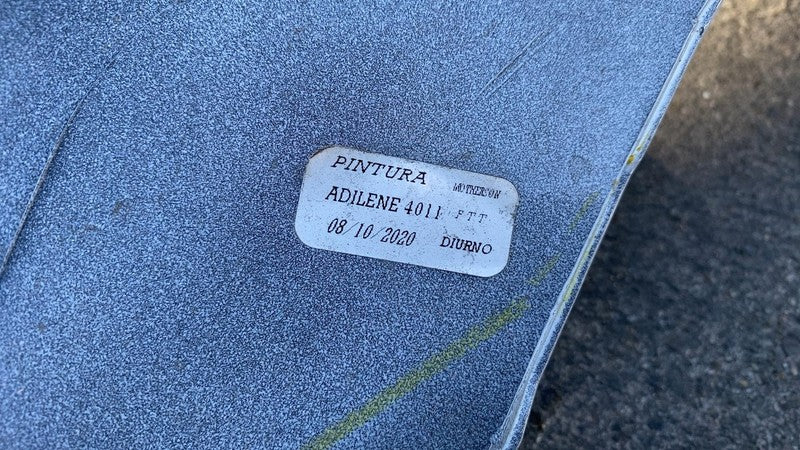 PINTURA MOTHERSON
ADILENE 4011 FTT
08/10/2020 DIURNO